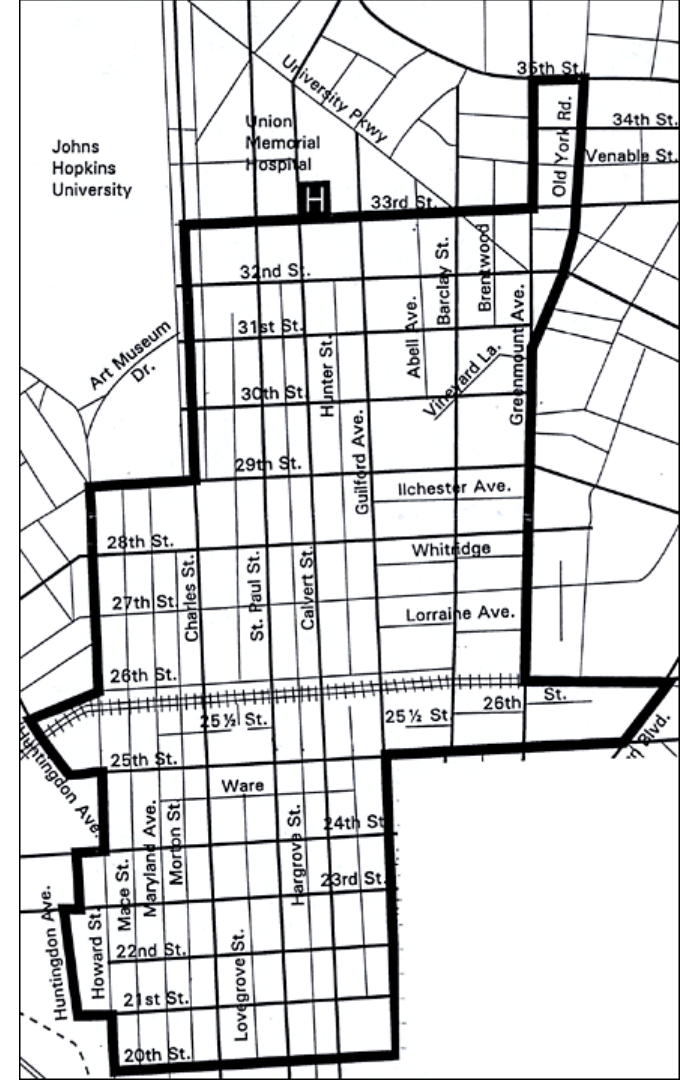 35th St.
University Pkwy
Old York Rd.
34th St.
Union
Memorial
Hospital
Johns
Hopkins
University
Venable St.
H
33rd St.
Barclay St.
Brentwood
32nd St.
Greenmount Ave.
31st St.
Abell Ave.
Hunter St.
Art Museum
Dr.
Vineyard La.
30th St.
Guilford Ave.
29th St.
Ilchester Ave.
28th St.
Whitridge
Charles St.
St. Paul St.
Calvert St.
27th St.
Lorraine Ave.
26th St.
26th St.
25 ½ St.
25 ½ St.
Huntingdon Ave.
Blvd.
25th St.
Ware
Maryland Ave.
Morton St.
Hargrove St.
24th St.
Mace St.
23rd St.
Huntingdon Ave.
Howard St.
22nd St.
Lovegrove St.
21st St.
20th St.